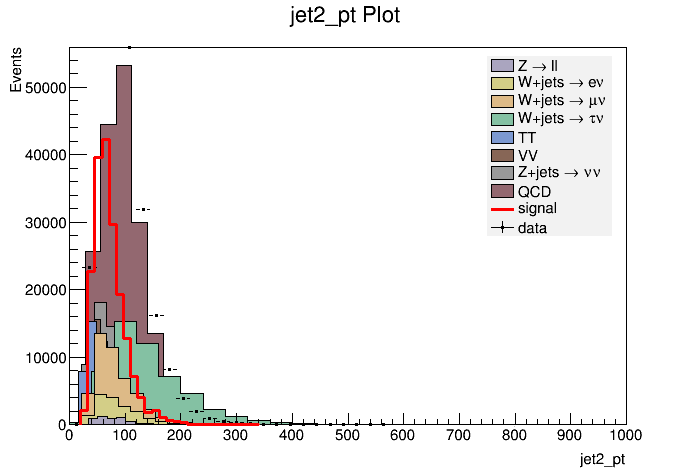 jet2_pt Plot
Events
50000
40000
30000
20000
10000
0
0 100 200 300 400 500 600 700 800 900 1000
jet2_pt
Z → ll
W+jets → eν
W+jets → μν
W+jets → τν
TT
VV
Z+jets → νν
QCD
signal
data